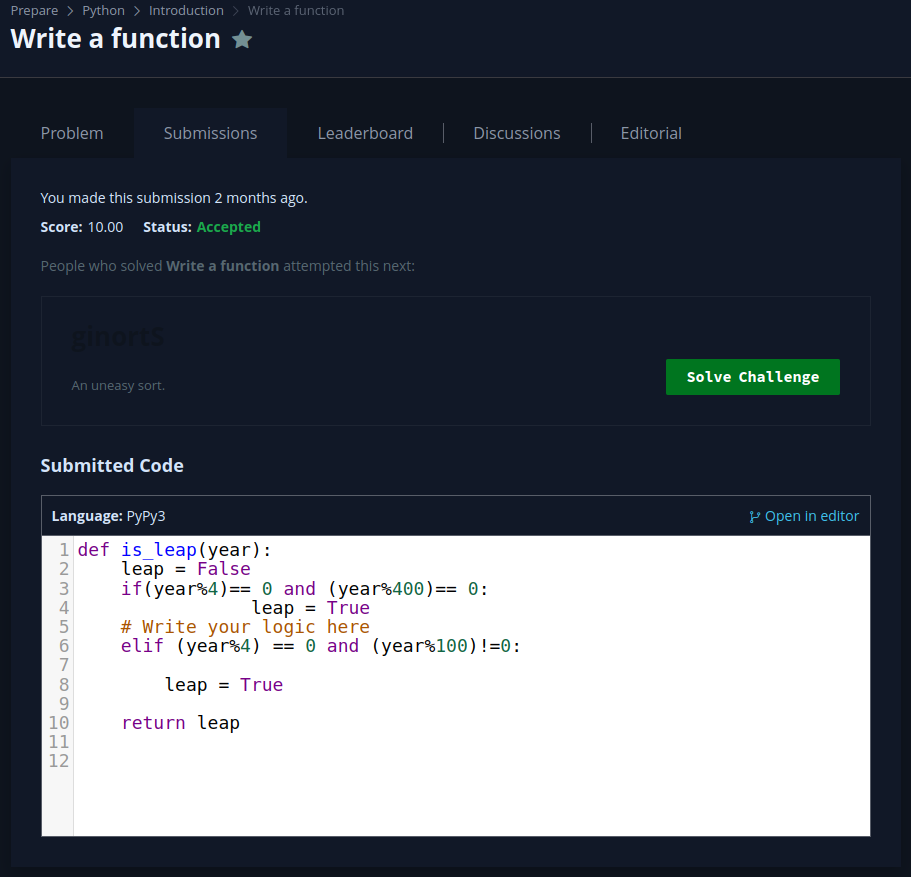 Prepare > Python > Introduction > Write a function
Write a function
Problem Submissions Leaderboard Discussions Editorial
You made this submission 2 months ago.
Score: 10.00 Status: Accepted
People who solved Write a function attempted this next:
ginortS
An uneasy sort.
Solve Challenge
Submitted Code
Language: PyPy3 Open in editor
1 def is_leap(year):
2     leap = False
3     if(year%4)== 0 and (year%400)== 0:
4                 leap = True
5     # Write your logic here
6     elif (year%4) == 0 and (year%100)!=0:
7
8         leap = True
9
10     return leap
11
12